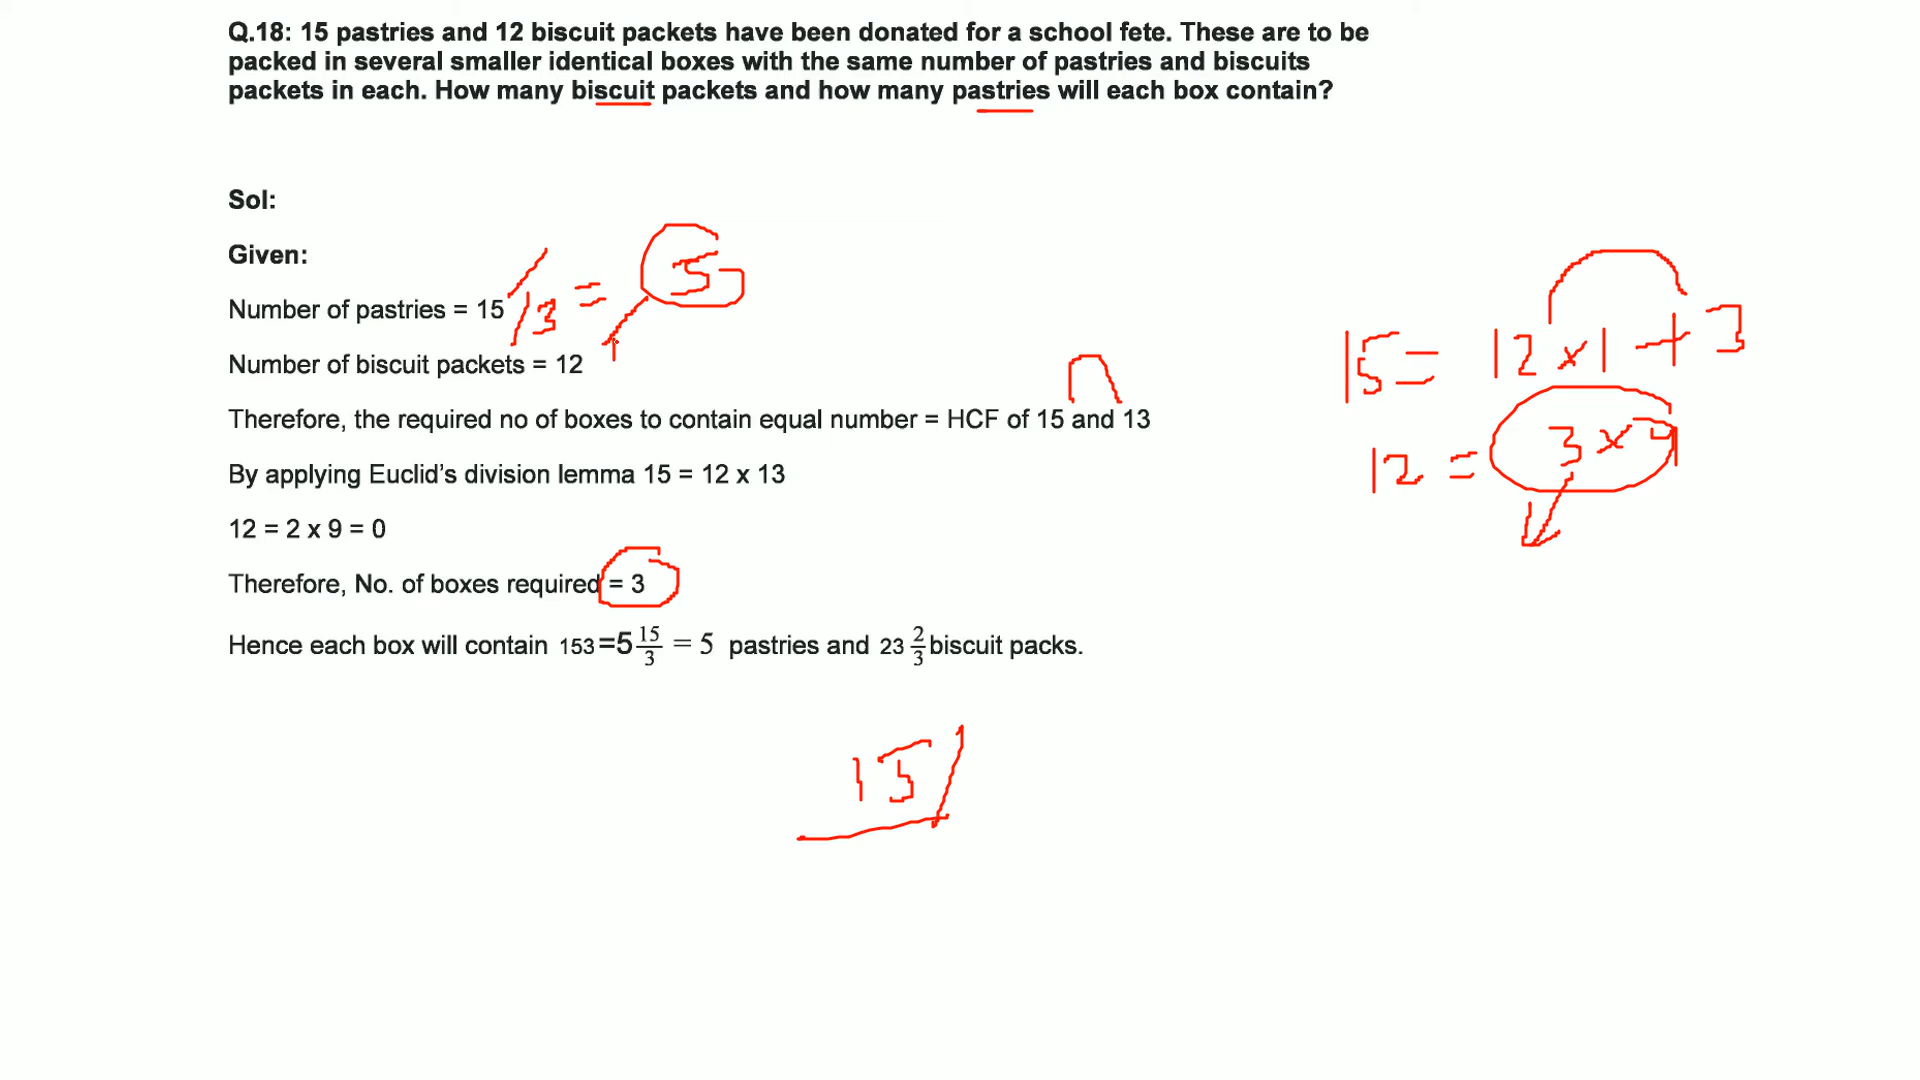 Q.18: 15 pastries and 12 biscuit packets have been donated for a school fete. These are to be
packed in several smaller identical boxes with the same number of pastries and biscuits
packets in each. How many biscuit packets and how many pastries will each box contain?
Sol:
Given:
Number of pastries = 15 /3 = 5
Number of biscuit packets = 12
Therefore, the required no of boxes to contain equal number = HCF of 15 and 13
By applying Euclid’s division lemma 15 = 12 x 13
12 = 2 x 9 = 0
Therefore, No. of boxes required = 3
Hence each box will contain 153=5 15/3 = 5 pastries and 23 2/3 biscuit packs.
15 = 12 x 1 + 3
12 = 3 x 4
15/